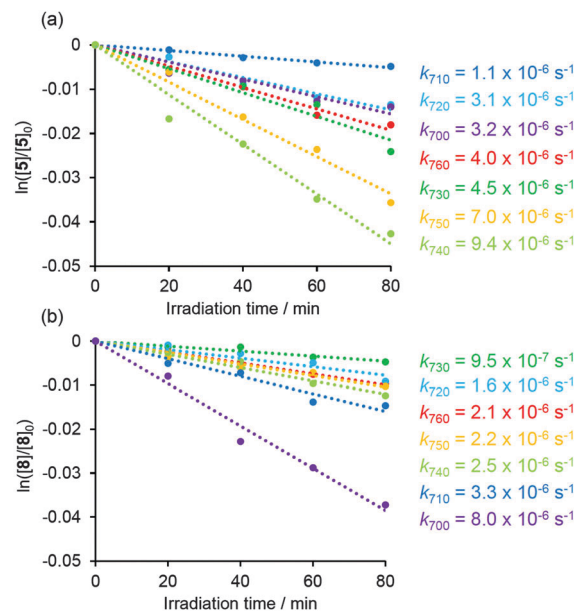 (a)
0
-0.01
-0.02
-0.03
-0.04
-0.05
ln([5]/[5]₀)
0 20 40 60 80
Irradiation time / min
k₇₁₀ = 1.1 x 10⁻⁶ s⁻¹
k₇₂₀ = 3.1 x 10⁻⁶ s⁻¹
k₇₀₀ = 3.2 x 10⁻⁶ s⁻¹
k₇₆₀ = 4.0 x 10⁻⁶ s⁻¹
k₇₃₀ = 4.5 x 10⁻⁶ s⁻¹
k₇₅₀ = 7.0 x 10⁻⁶ s⁻¹
k₇₄₀ = 9.4 x 10⁻⁶ s⁻¹
(b)
0
-0.01
-0.02
-0.03
-0.04
-0.05
ln([8]/[8]₀)
0 20 40 60 80
Irradiation time / min
k₇₃₀ = 9.5 x 10⁻⁷ s⁻¹
k₇₂₀ = 1.6 x 10⁻⁶ s⁻¹
k₇₆₀ = 2.1 x 10⁻⁶ s⁻¹
k₇₅₀ = 2.2 x 10⁻⁶ s⁻¹
k₇₄₀ = 2.5 x 10⁻⁶ s⁻¹
k₇₁₀ = 3.3 x 10⁻⁶ s⁻¹
k₇₀₀ = 8.0 x 10⁻⁶ s⁻¹